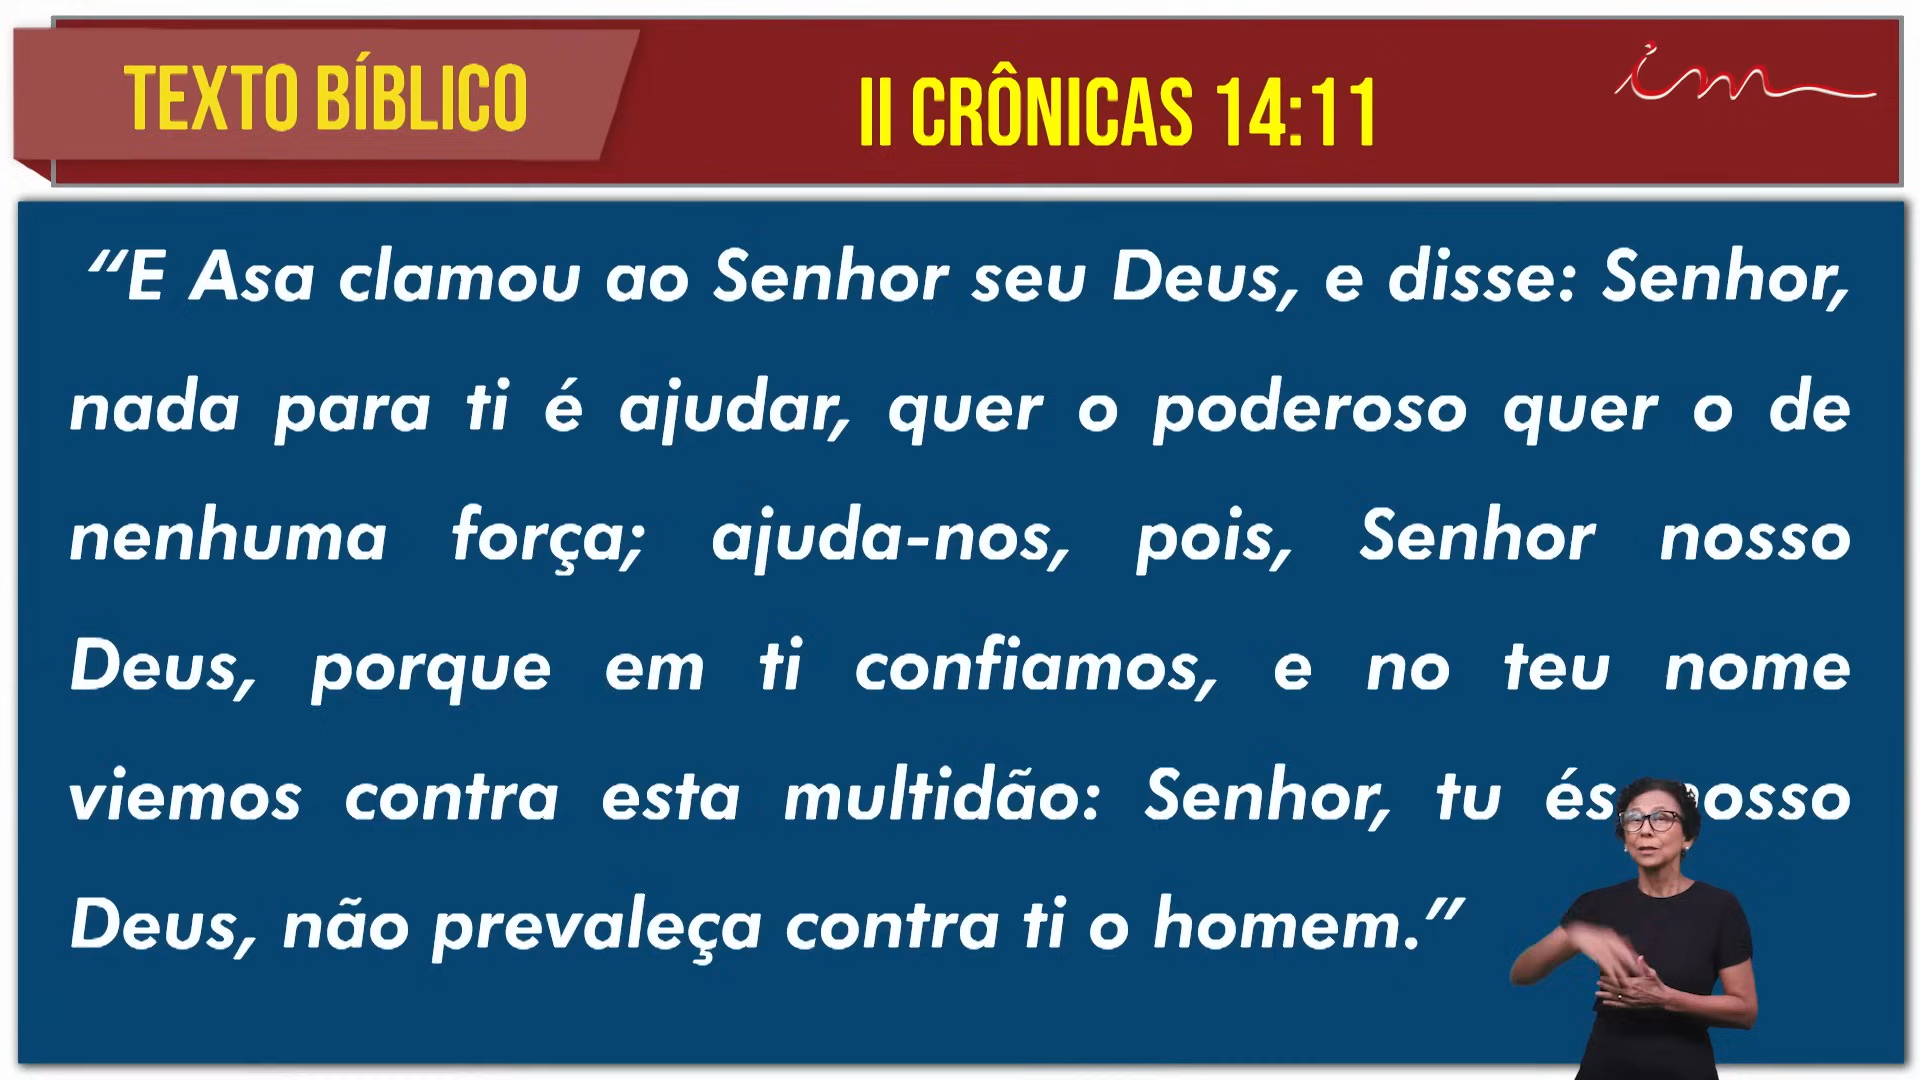 TEXTO BÍBLICO
II CRÔNICAS 14:11
im
“E Asa clamou ao Senhor seu Deus, e disse: Senhor,
nada para ti é ajudar, quer o poderoso quer o de
nenhuma força; ajuda-nos, pois, Senhor nosso
Deus, porque em ti confiamos, e no teu nome
viemos contra esta multidão: Senhor, tu és nosso
Deus, não prevaleça contra ti o homem.”